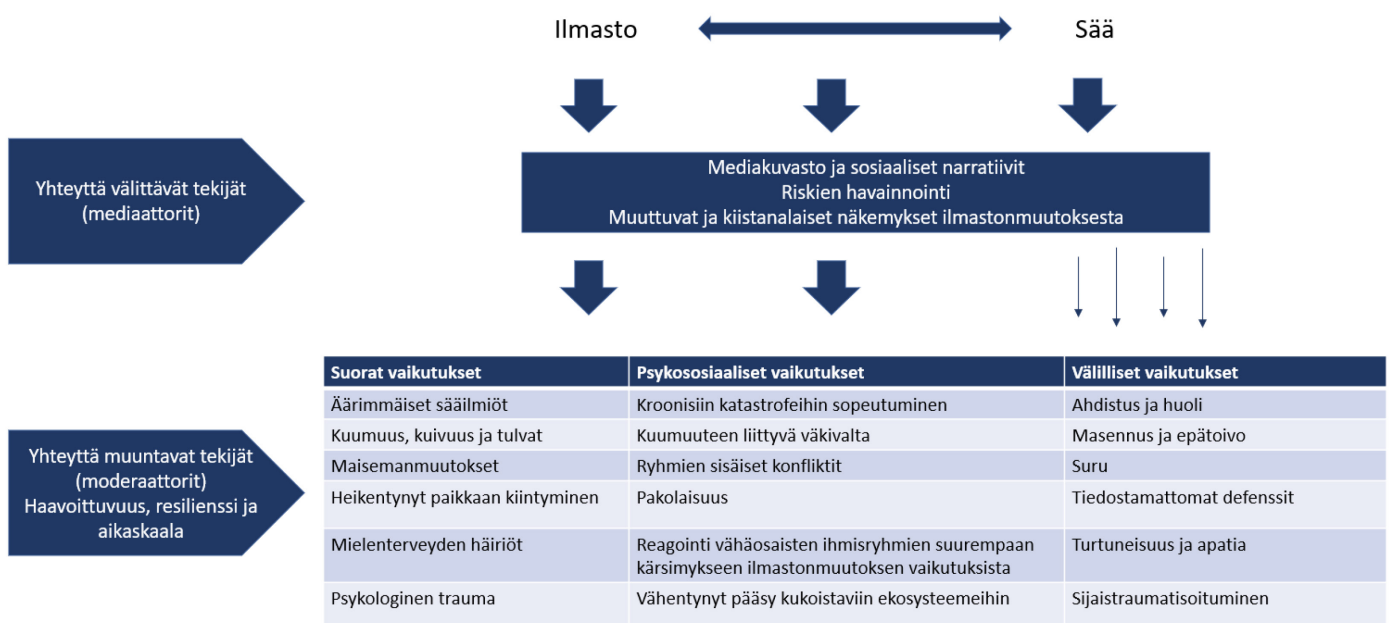 Ilmasto
Sää
Yhteyttä välittävät tekijät
(mediaattorit)
Mediakuvasto ja sosiaaliset narratiivit
Riskien havainnointi
Muuttuvat ja kiistanalaiset näkemykset ilmastonmuutoksesta
Yhteyttä muuntavat tekijät
(moderaattorit)
Haavoittuvuus, resilienssi ja
aikaskaala
Suorat vaikutukset
Psykososiaaliset vaikutukset
Välilliset vaikutukset
Äärimmäiset sääilmiöt
Kroonisiin katastrofeihin sopeutuminen
Ahdistus ja huoli
Kuumuus, kuivuus ja tulvat
Kuumuuteen liittyvä väkivalta
Masennus ja epätoivo
Maisemanmuutokset
Ryhmien sisäiset konfliktit
Suru
Heikentynyt paikkaan kiintyminen
Pakolaisuus
Tiedostamattomat defenssit
Mielenterveyden häiriöt
Reagointi vähäosaisten ihmisryhmien suurempaan
kärsimykseen ilmastonmuutoksen vaikutuksista
Turtuneisuus ja apatia
Psykologinen trauma
Vähentynyt pääsy kukoistaviin ekosysteemeihin
Sijaistraumatisoituminen